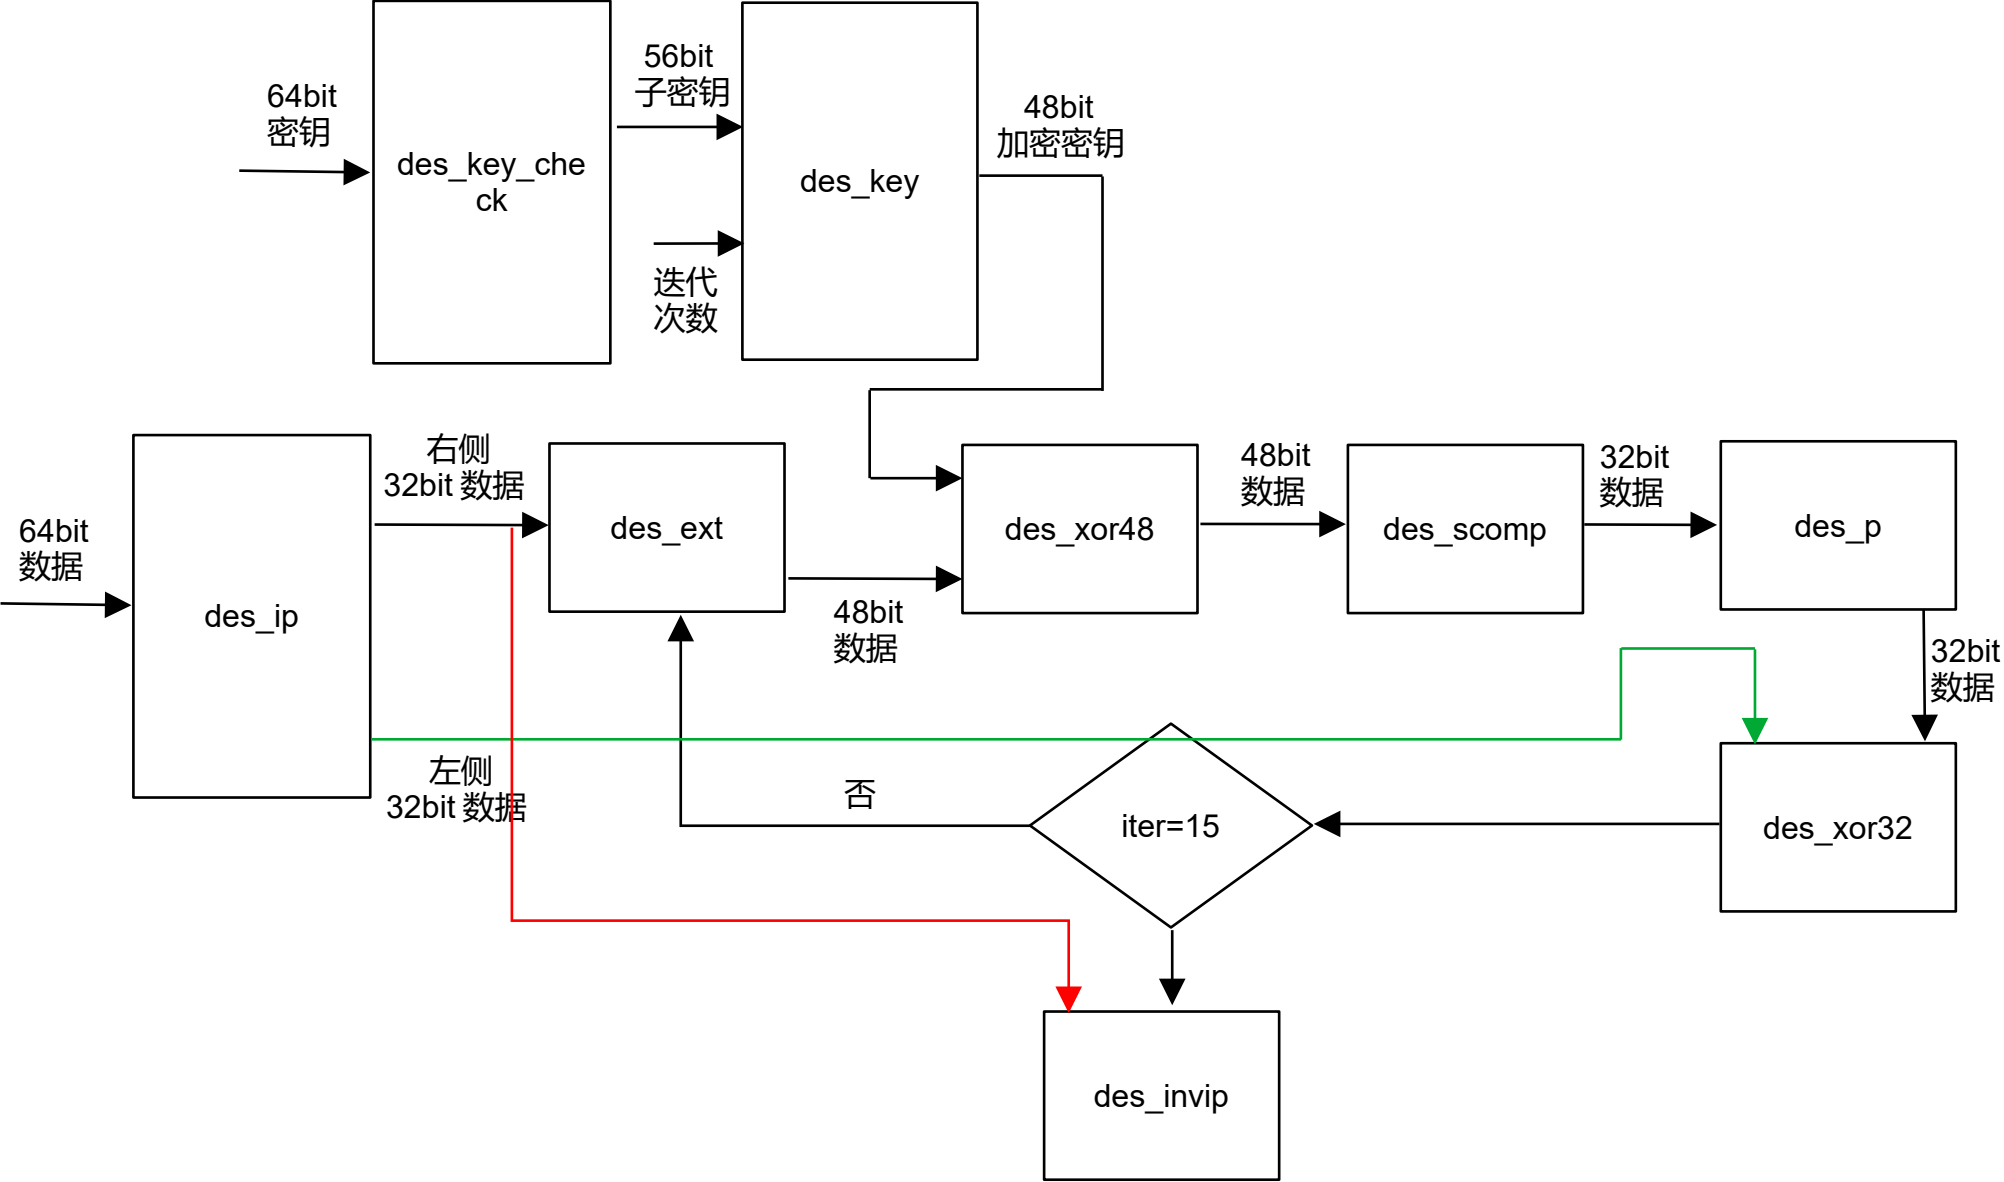 64bit
密钥
des_key_che
ck
56bit
子密钥
迭代
次数
des_key
48bit
加密密钥
64bit
数据
des_ip
右侧
32bit 数据
左侧
32bit 数据
des_ext
48bit
数据
des_xor48
48bit
数据
des_scomp
32bit
数据
des_p
32bit
数据
des_xor32
iter=15
否
des_invip